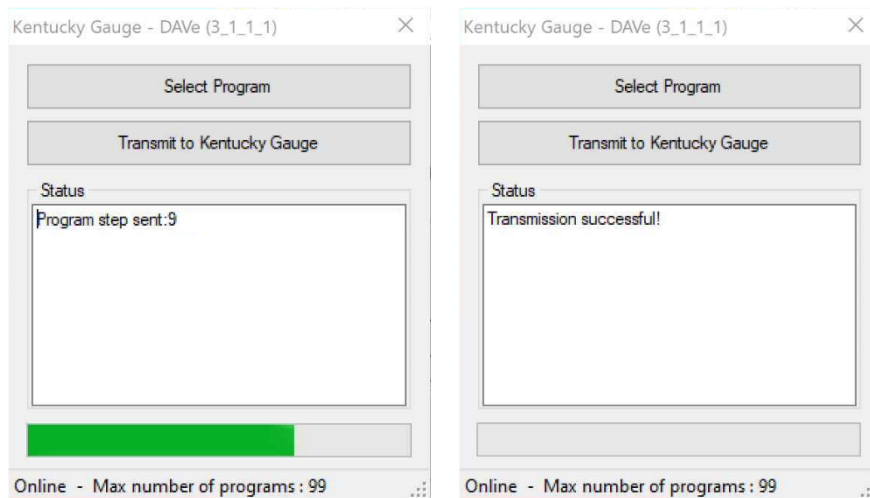 Kentucky Gauge - DAVe (3_1_1_1)
Select Program
Transmit to Kentucky Gauge
Status
Program step sent:9
Online - Max number of programs : 99
Kentucky Gauge - DAVe (3_1_1_1)
Select Program
Transmit to Kentucky Gauge
Status
Transmission successful!
Online - Max number of programs : 99